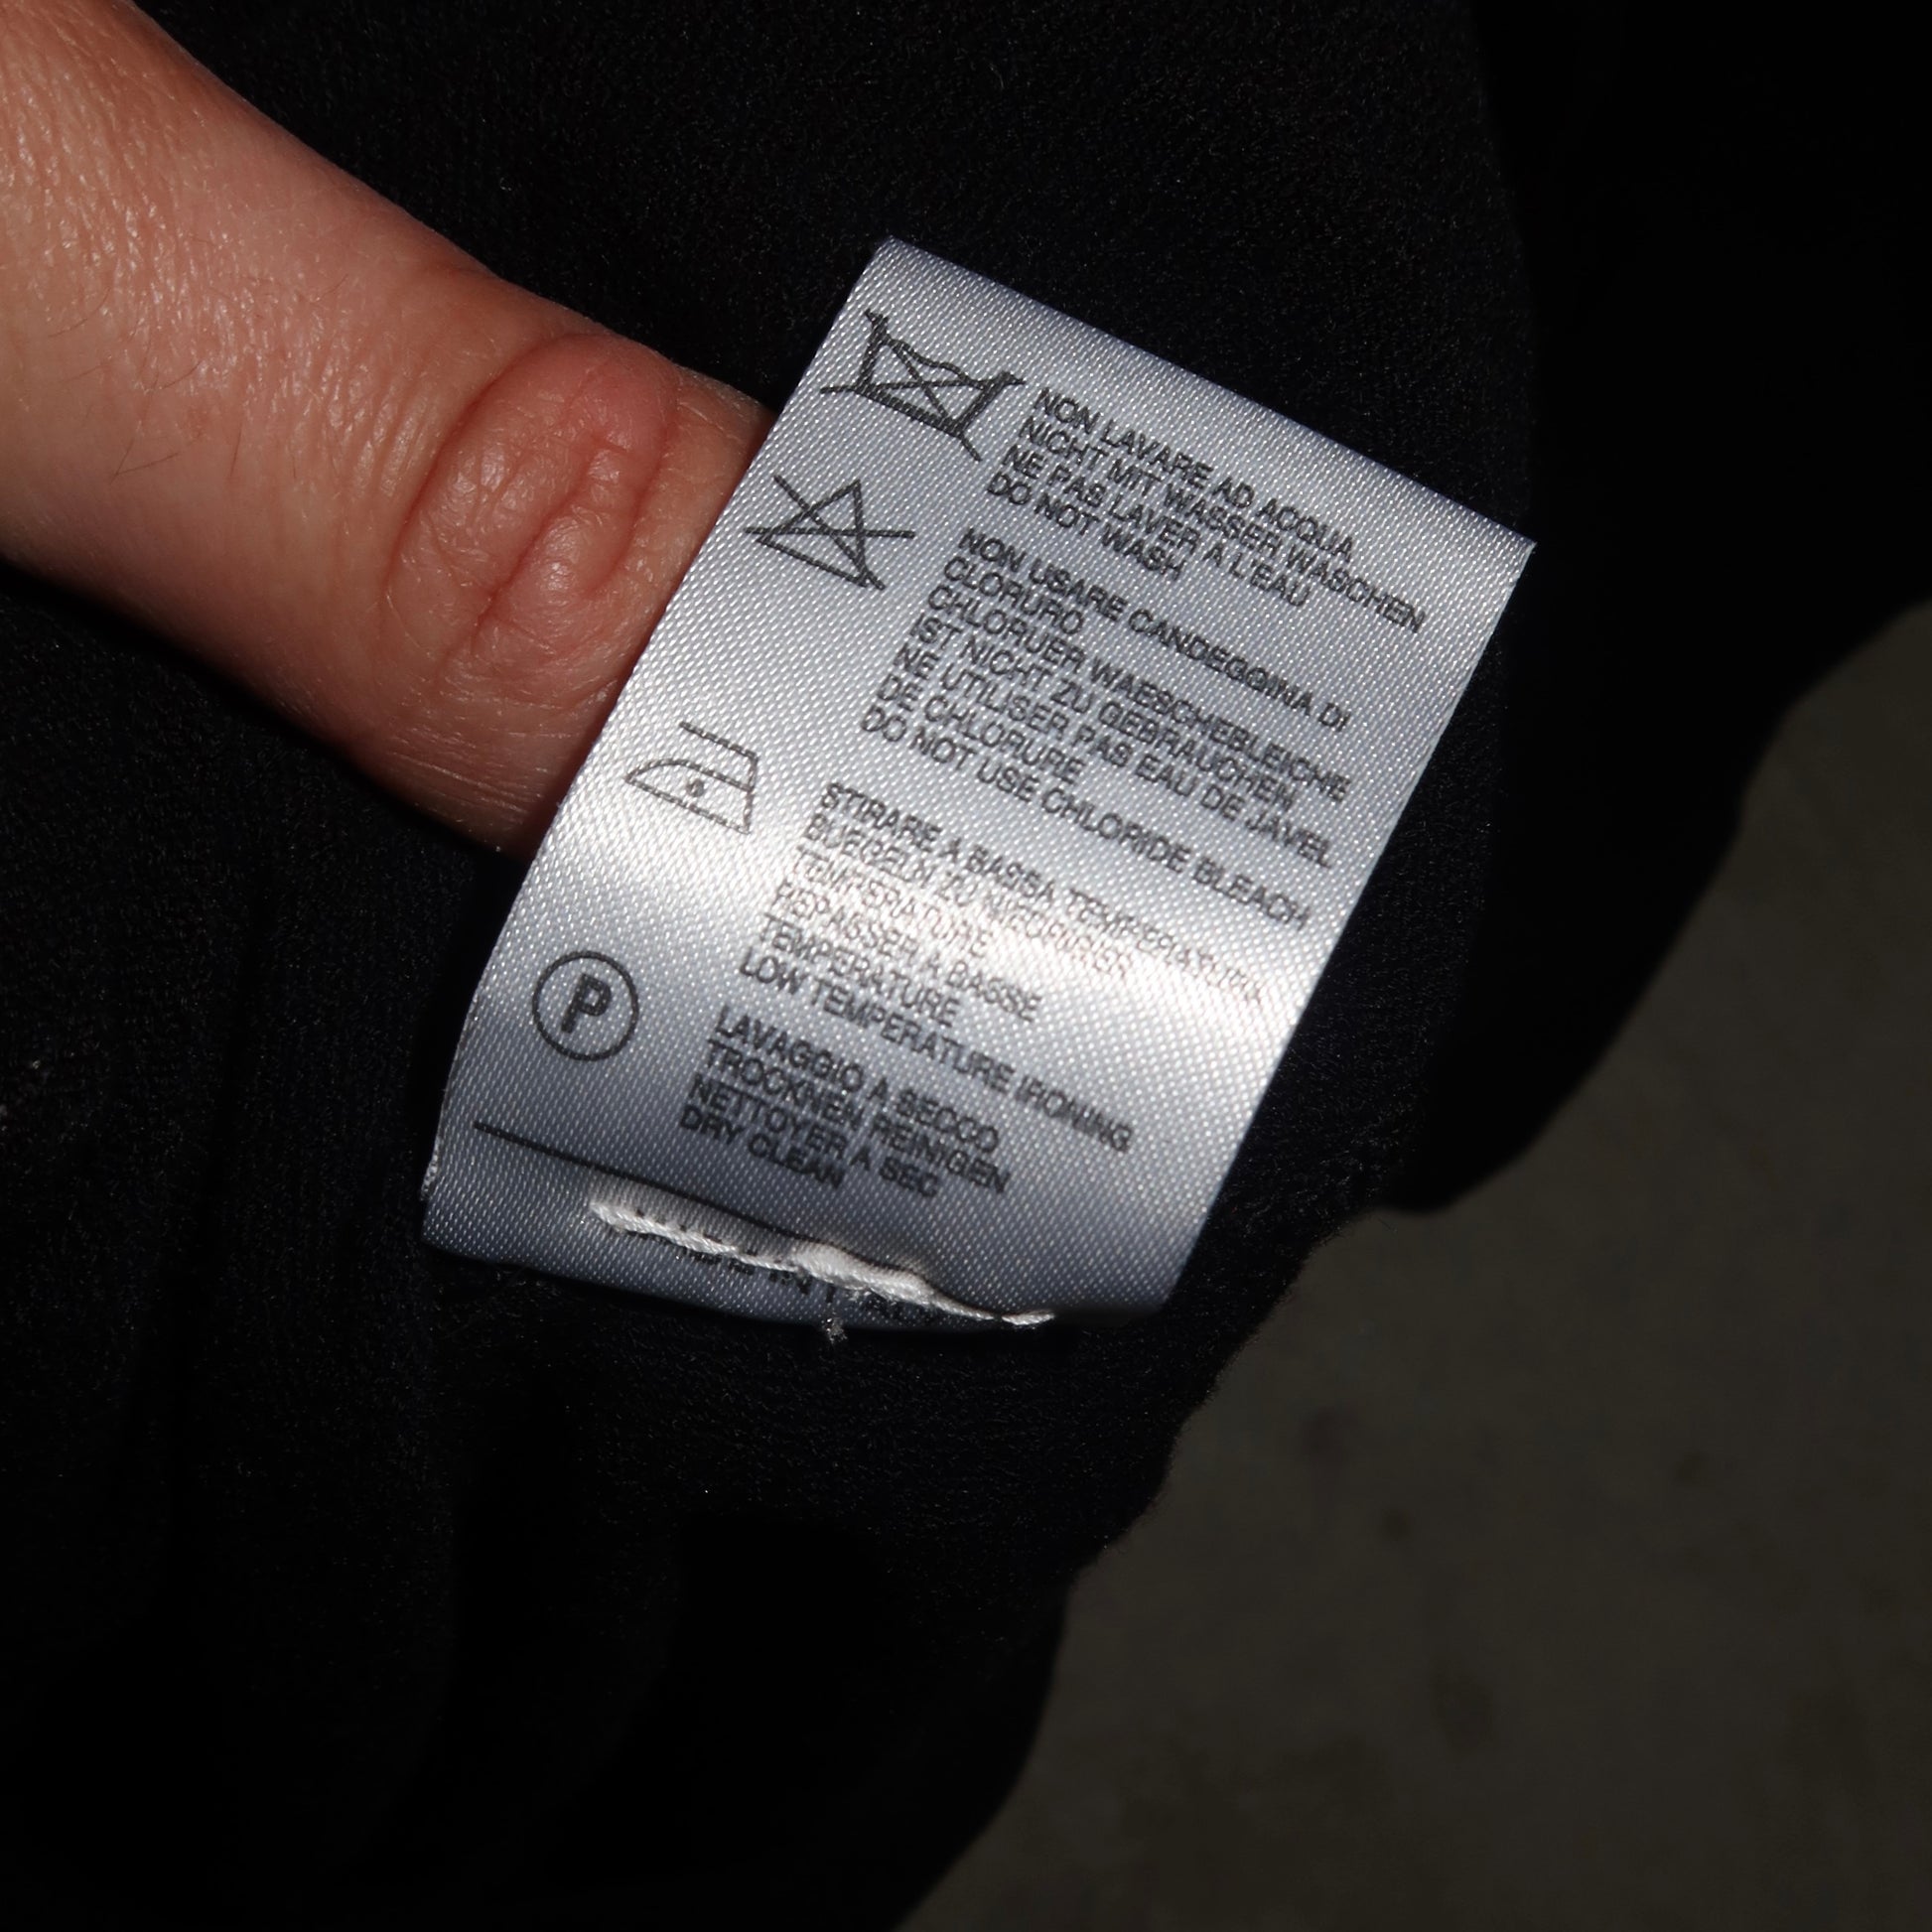 NON LAVARE AD ACQUA
NICHT MIT WASSER WASCHEN
NE PAS LAVER A L'EAU
DO NOT WASH
NON USARE CANDEGGINA DI
CLORURO
CHLORUER WAESCHEBLEICHE
IST NICHT ZU GEBRAUCHEN
NE UTILISER PAS EAU DE JAVEL
DE CHLORURE
DO NOT USE CHLORIDE BLEACH
STIRARE A BASSA TEMPERATURA
BUEGELN ZU NIEDRIGER
TEMPERATURE
REPASSER A BASSE
TEMPERATURE
LOW TEMPERATURE IRONING
P
LAVAGGIO A SECCO
TROCKNEN REINIGEN
NETTOYER A SEC
DRY CLEAN